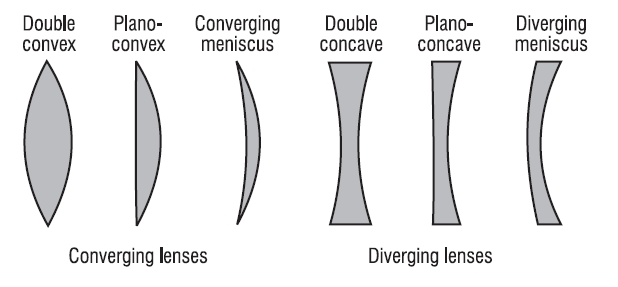 Double
convex
Plano-
convex
Converging
meniscus
Double
concave
Plano-
concave
Diverging
meniscus
Converging lenses
Diverging lenses